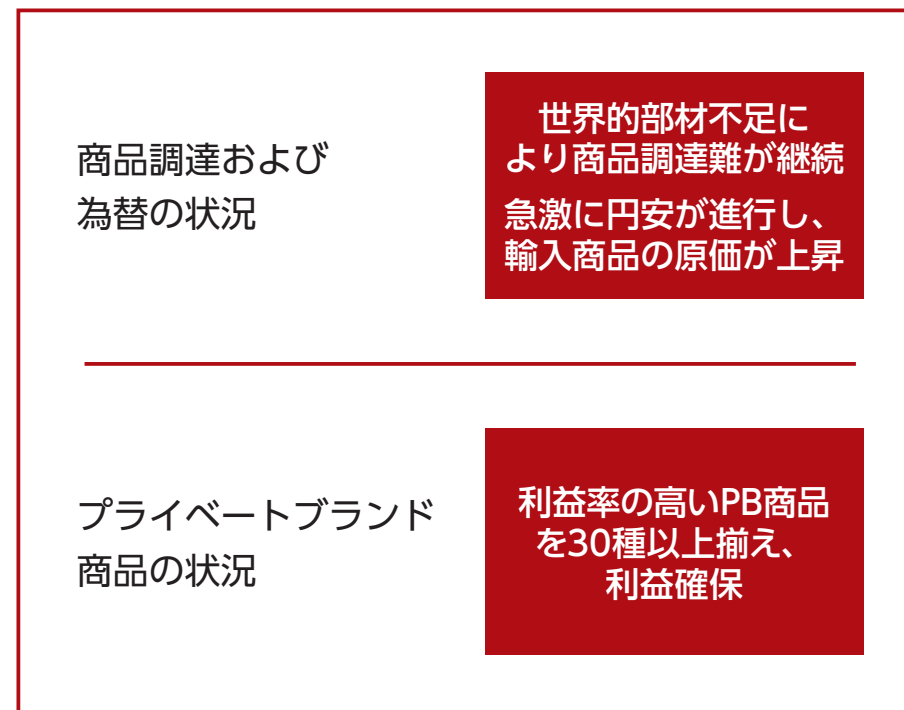 商品調達および
為替の状況
世界的部材不足に
より商品調達難が継続
急激に円安が進行し、
輸入商品の原価が上昇
プライベートブランド
商品の状況
利益率の高いPB商品
を30種以上揃え、
利益確保